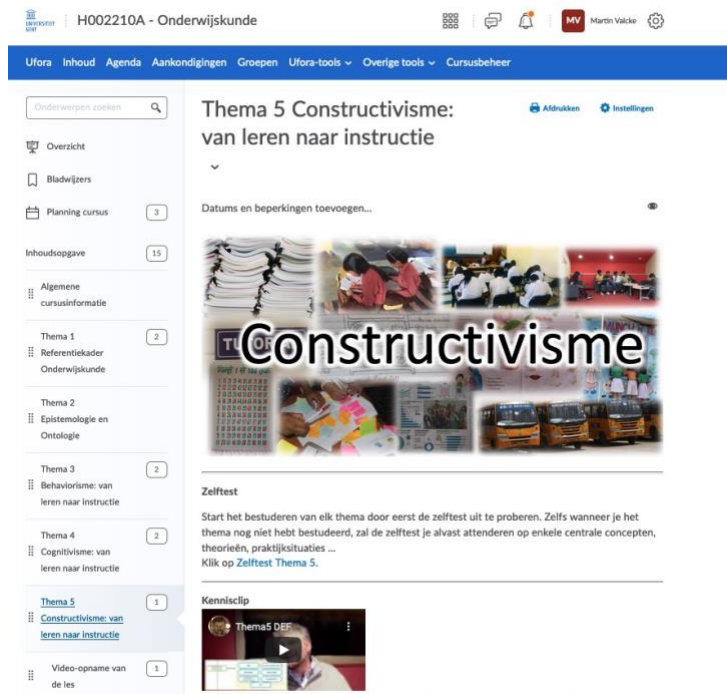 UNIVERSITEIT
GENT
H002210A - Onderwijskunde
MV
Martin Valcke
Ufora Inhoud Agenda Aankondigingen Groepen Ufora-tools Overige tools Cursusbeheer
Onderwerpen zoeken
Overzicht
Bladwijzers
Planning cursus 3
Inhoudsopgave 15
Algemene
cursusinformatie
Thema 1 2
Referentiekader
Onderwijskunde
Thema 2
Epistemologie en
Ontologie
Thema 3 2
Behaviorisme: van
leren naar instructie
Thema 4 2
Cognitivisme: van
leren naar instructie
Thema 5 1
Constructivisme: van
leren naar instructie
Video-opname van 1
de les
Thema 5 Constructivisme:
van leren naar instructie
Afdrukken
Instellingen
Datums en beperkingen toevoegen...
Constructivisme
Zelftest
Start het bestuderen van elk thema door eerst de zelftest uit te proberen. Zelfs wanneer je het
thema nog niet hebt bestudeerd, zal de zelftest je alvast attenderen op enkele centrale concepten,
theorieën, praktijksituaties ...
Klik op Zelftest Thema 5.
Kennisclip
Thema5 DEF